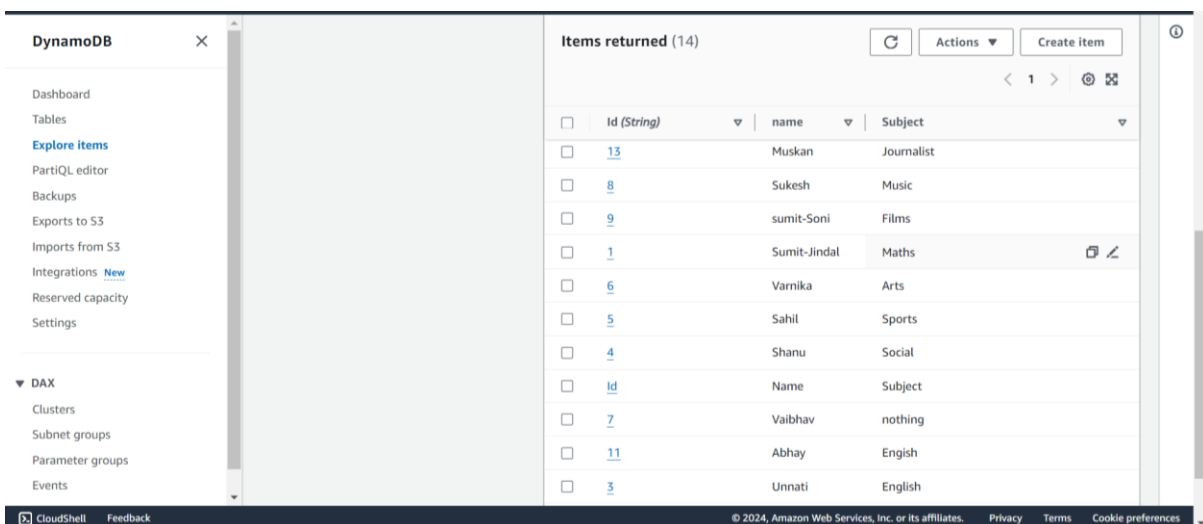 DynamoDB
Dashboard
Tables
Explore items
PartiQL editor
Backups
Exports to S3
Imports from S3
Integrations New
Reserved capacity
Settings
DAX
Clusters
Subnet groups
Parameter groups
Events
Items returned (14)
Actions
Create item
1
Id (String) name Subject
13 Muskan Journalist
8 Sukesh Music
9 sumit-Soni Films
1 Sumit-Jindal Maths
6 Varnika Arts
5 Sahil Sports
4 Shanu Social
Id Name Subject
7 Vaibhav nothing
11 Abhay Engish
3 Unnati English
CloudShell Feedback © 2024, Amazon Web Services, Inc. or its affiliates. Privacy Terms Cookie preferences